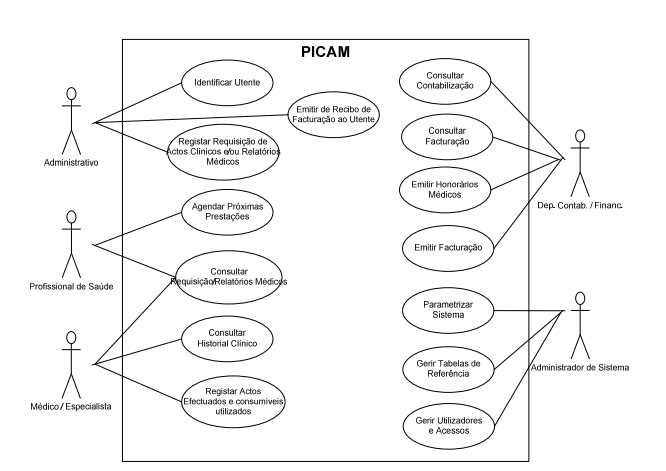 PICAM
Identificar Utente
Emitir de Recibo de
Facturação ao Utente
Registar Requisição de
Actos Clínicos e/ou Relatórios
Médicos
Administrativo
Agendar Próximas
Prestações
Profissional de Saúde
Consultar
Requisição/Relatórios Médicos
Consultar
Historial Clínico
Registar Actos
Efectuados e consumíveis
utilizados
Médico / Especialista
Consultar
Contabilização
Consultar
Facturação
Emitir Honorários
Médicos
Emitir Facturação
Dep. Contab. / Financ.
Parametrizar
Sistema
Gerir Tabelas de
Referência
Gerir Utilizadores
e Acessos
Administrador de Sistema